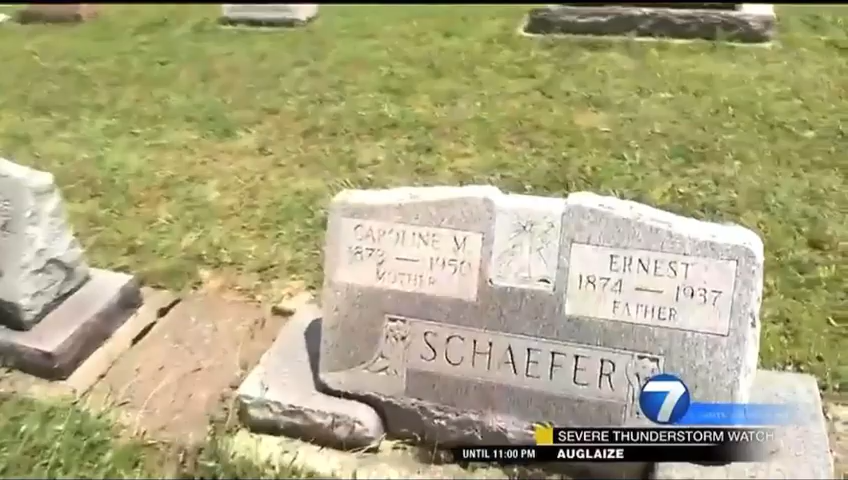 CAROLINE M.
1873 — 1950
MOTHER
ERNEST
1874 — 1937
FATHER
SCHAEFER
7
SEVERE THUNDERSTORM WATCH
UNTIL 11:00 PM
AUGLAIZE